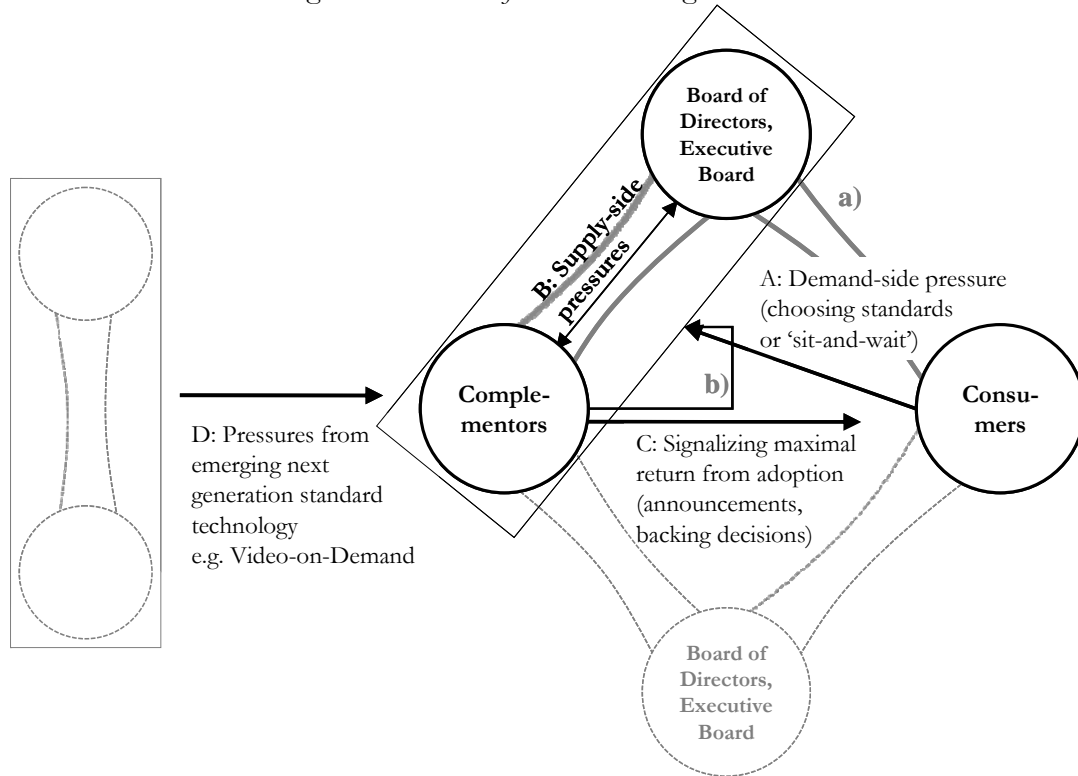 Board of
Directors,
Executive
Board
a)
B: Supply-side
pressures
A: Demand-side pressure
(choosing standards
or ‘sit-and-wait’)
b)
Comple-
mentors
Consu-
mers
D: Pressures from
emerging next
generation standard
technology
e.g. Video-on-Demand
C: Signalizing maximal
return from adoption
(announcements,
backing decisions)
Board of
Directors,
Executive
Board